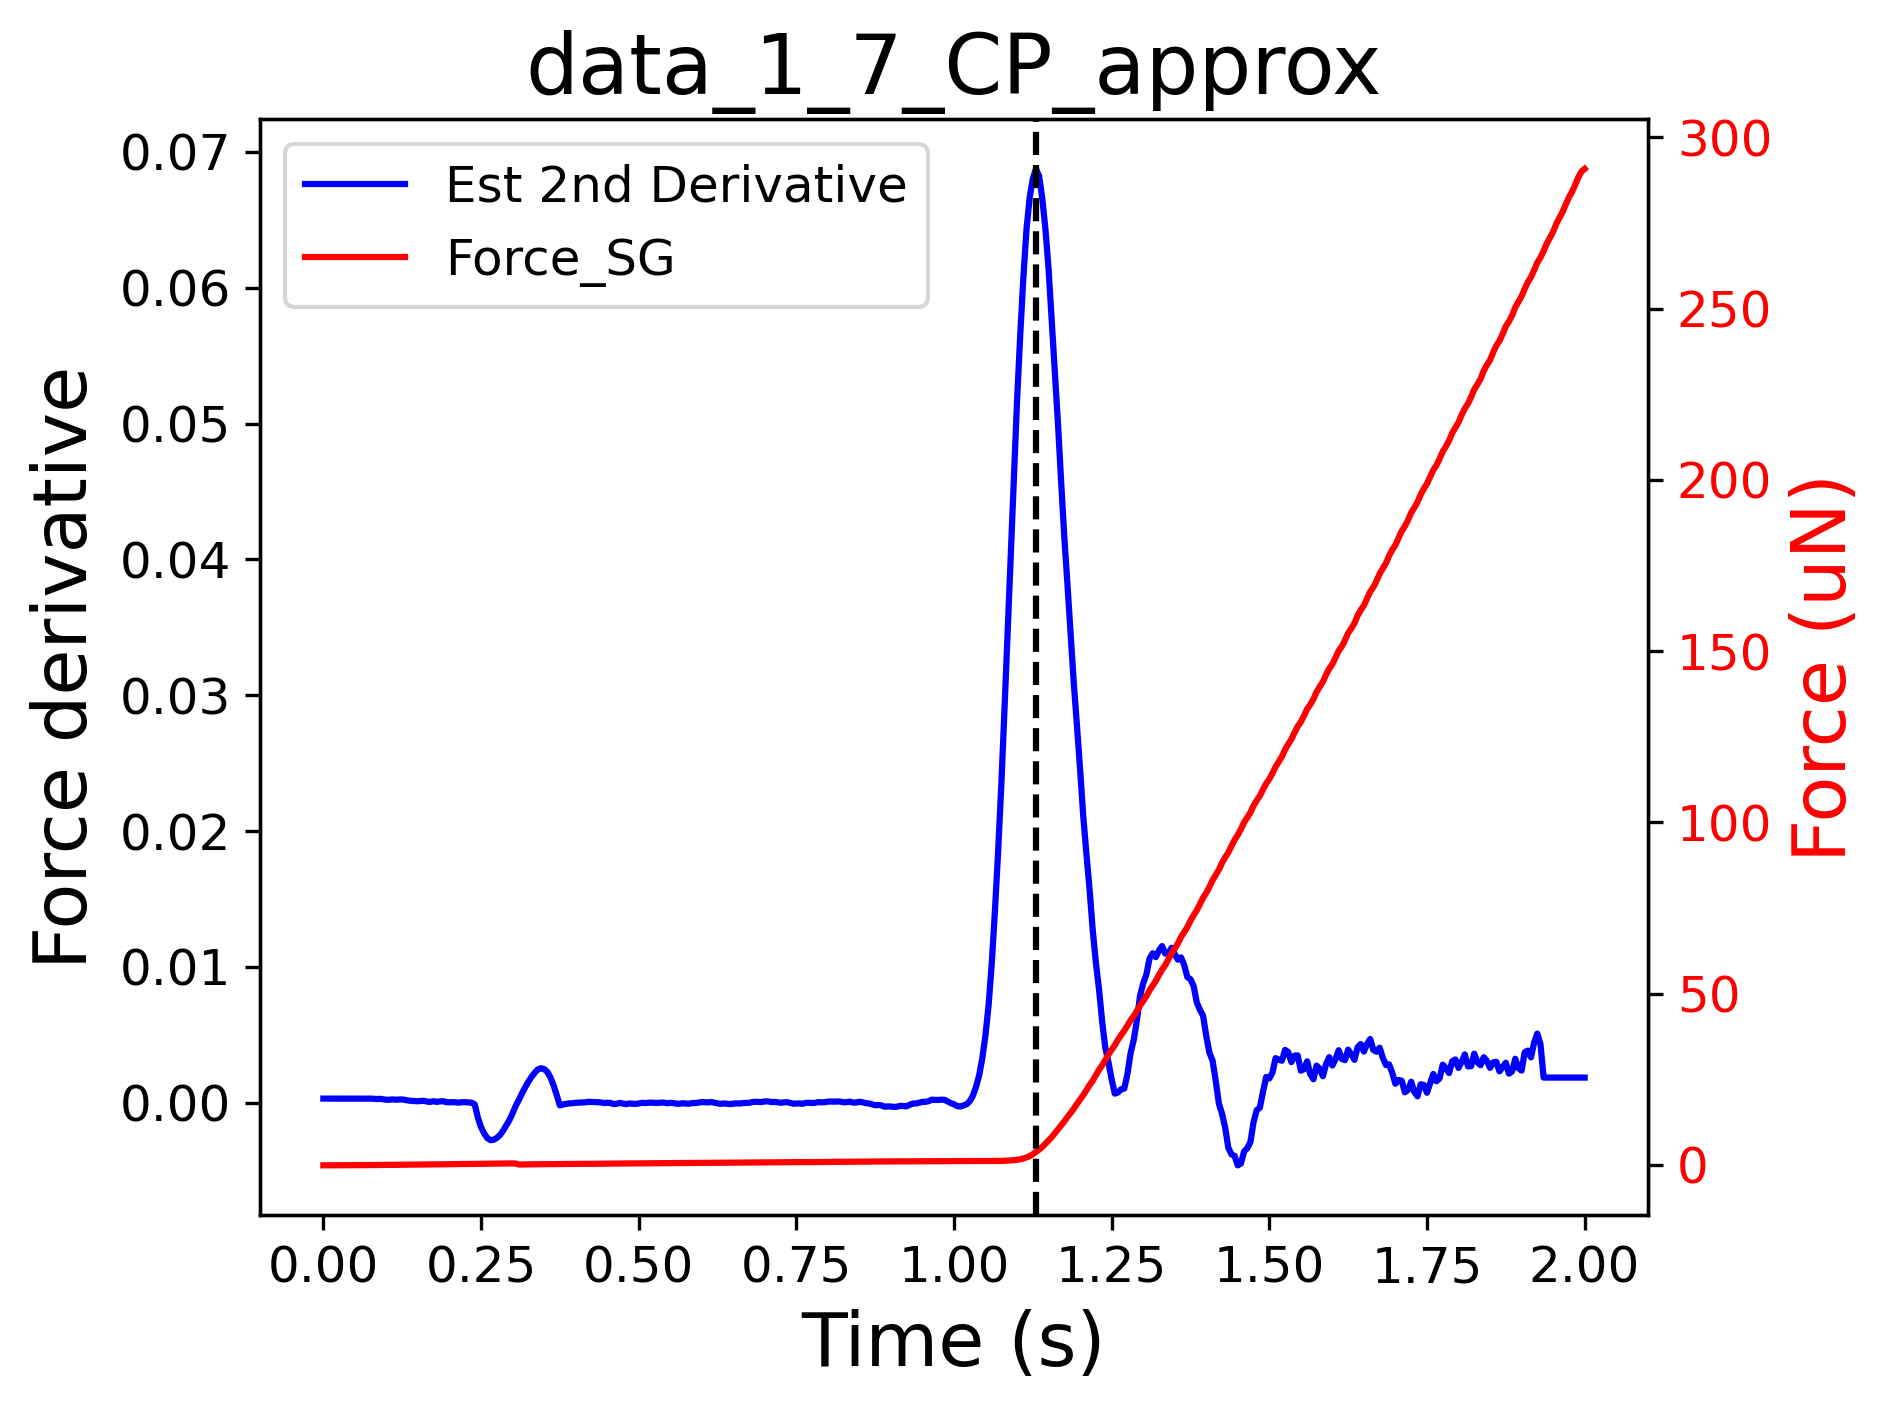 data_1_7_CP_approx
Est 2nd Derivative
Force_SG
Force derivative
0.07
0.06
0.05
0.04
0.03
0.02
0.01
0.00
300
250
200
150
100
50
0
Force (uN)
0.00 0.25 0.50 0.75 1.00 1.25 1.50 1.75 2.00
Time (s)